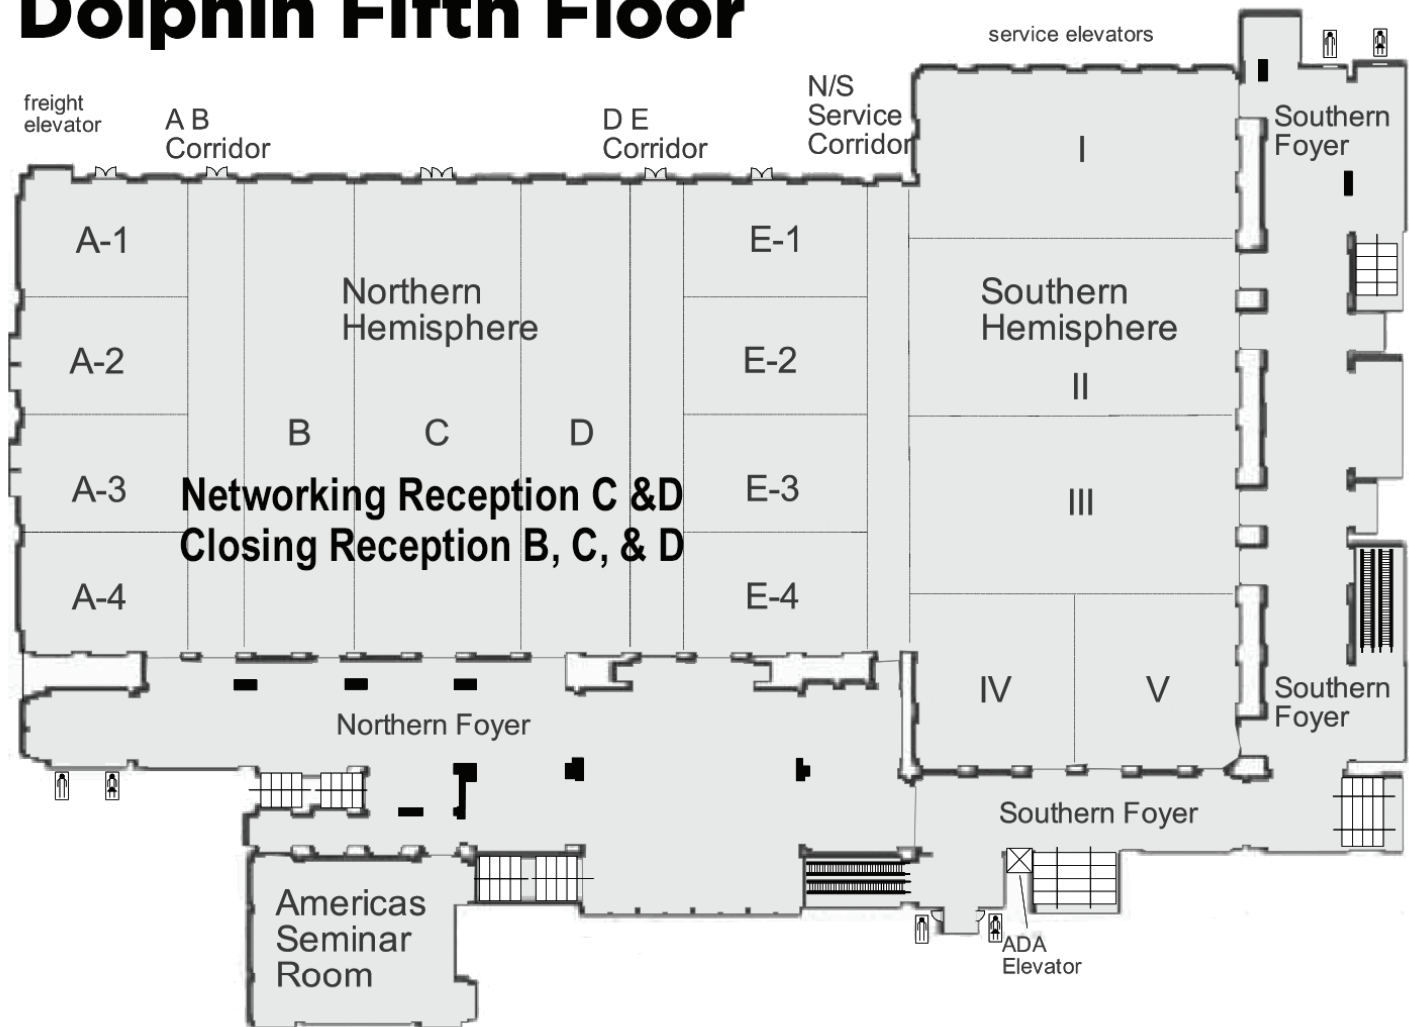 Dolphin Fifth Floor
service elevators
freight
elevator
A B
Corridor
D E
Corridor
N/S
Service
Corridor
I
Southern
Foyer
A-1
E-1
Northern
Hemisphere
Southern
Hemisphere
A-2
E-2
II
B
C
D
A-3
Networking Reception C &D
E-3
III
Closing Reception B, C, & D
A-4
E-4
IV
V
Southern
Foyer
Northern Foyer
Southern Foyer
Americas
Seminar
Room
ADA
Elevator